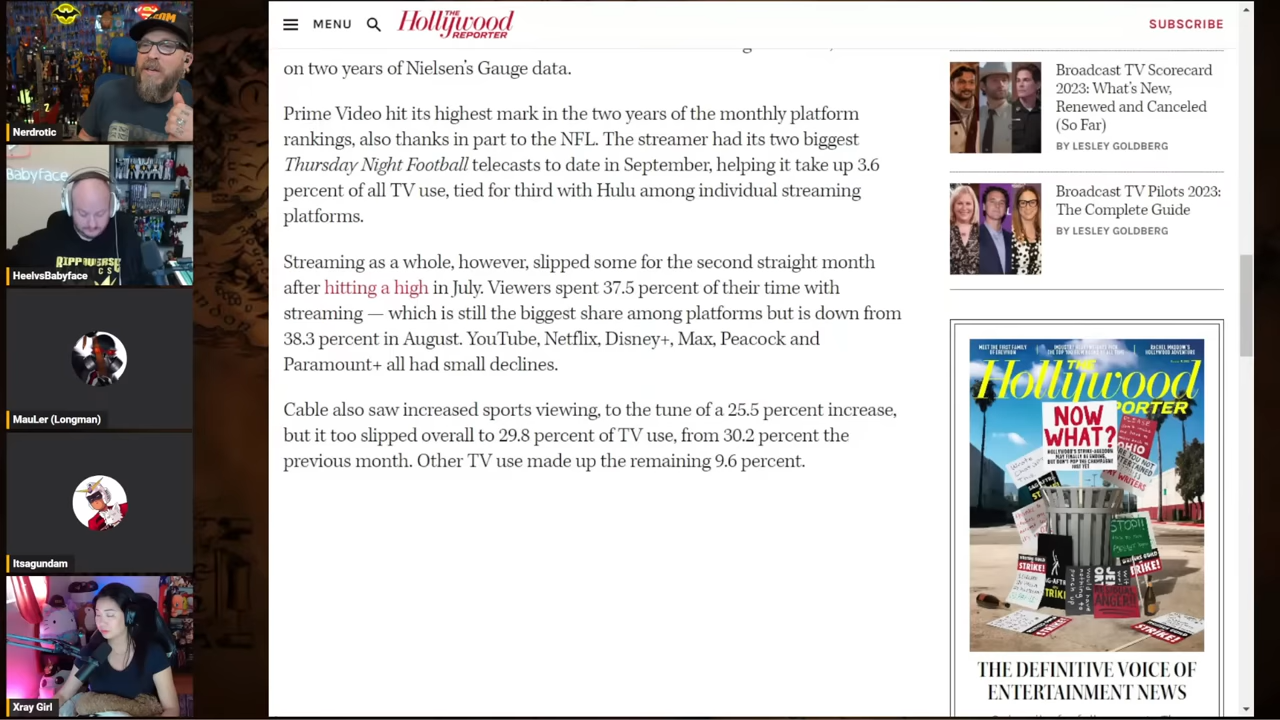 Nerdrotic
Babyface
HeelvsBabyface
MauLer (Longman)
Itsagundam
Xray Girl
MENU
THE
Hollywood
REPORTER
SUBSCRIBE
on two years of Nielsen's Gauge data.
Prime Video hit its highest mark in the two years of the monthly platform
rankings, also thanks in part to the NFL. The streamer had its two biggest
Thursday Night Football telecasts to date in September, helping it take up 3.6
percent of all TV use, tied for third with Hulu among individual streaming
platforms.
Streaming as a whole, however, slipped some for the second straight month
after hitting a high in July. Viewers spent 37.5 percent of their time with
streaming — which is still the biggest share among platforms but is down from
38.3 percent in August. YouTube, Netflix, Disney+, Max, Peacock and
Paramount+ all had small declines.
Cable also saw increased sports viewing, to the tune of a 25.5 percent increase,
but it too slipped overall to 29.8 percent of TV use, from 30.2 percent the
previous month. Other TV use made up the remaining 9.6 percent.
Broadcast TV Scorecard
2023: What's New,
Renewed and Canceled
(So Far)
BY LESLEY GOLDBERG
Broadcast TV Pilots 2023:
The Complete Guide
BY LESLEY GOLDBERG
THE
Hollywood
REPORTER
NOW
WHAT?
OHIO
STRIKE!
STRIKE!
STRIKE!
STRIKE!
THE DEFINITIVE VOICE OF
ENTERTAINMENT NEWS